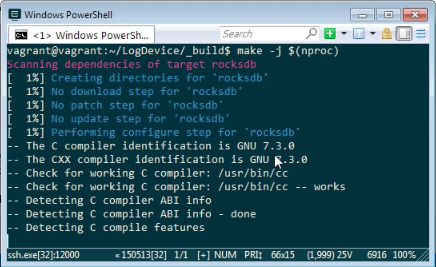 Windows PowerShell
<1> Windows PowerShell
Search
vagrant@vagrant:~/LogDevice/_build$ make -j $(nproc)
Scanning dependencies of target rocksdb
[  1%] Creating directories for 'rocksdb'
[  1%] No download step for 'rocksdb'
[  1%] No patch step for 'rocksdb'
[  1%] No update step for 'rocksdb'
[  1%] Performing configure step for 'rocksdb'
-- The C compiler identification is GNU 7.3.0
-- The CXX compiler identification is GNU 7.3.0
-- Check for working C compiler: /usr/bin/cc
-- Check for working C compiler: /usr/bin/cc -- works
-- Detecting C compiler ABI info
-- Detecting C compiler ABI info - done
-- Detecting C compile features
ssh.exe[32]:12000 «150513[32] 1/1 [+] NUM PRI↕ 66x15 (1,999) 25V 6916 100%